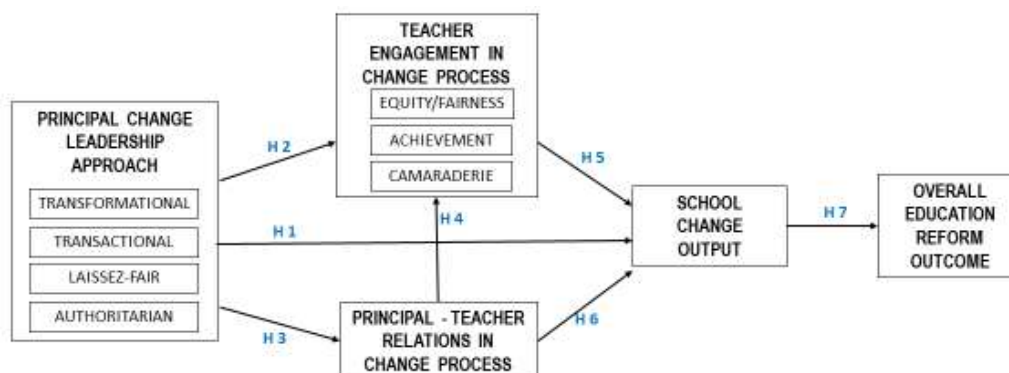 PRINCIPAL CHANGE
LEADERSHIP
APPROACH
TRANSFORMATIONAL
TRANSACTIONAL
LAISSEZ-FAIR
AUTHORITARIAN
H 2
H 1
H 3
TEACHER
ENGAGEMENT IN
CHANGE PROCESS
EQUITY/FAIRNESS
ACHIEVEMENT
CAMARADERIE
H 4
PRINCIPAL - TEACHER
RELATIONS IN
CHANGE PROCESS
H 5
H 6
SCHOOL
CHANGE
OUTPUT
H 7
OVERALL
EDUCATION
REFORM
OUTCOME